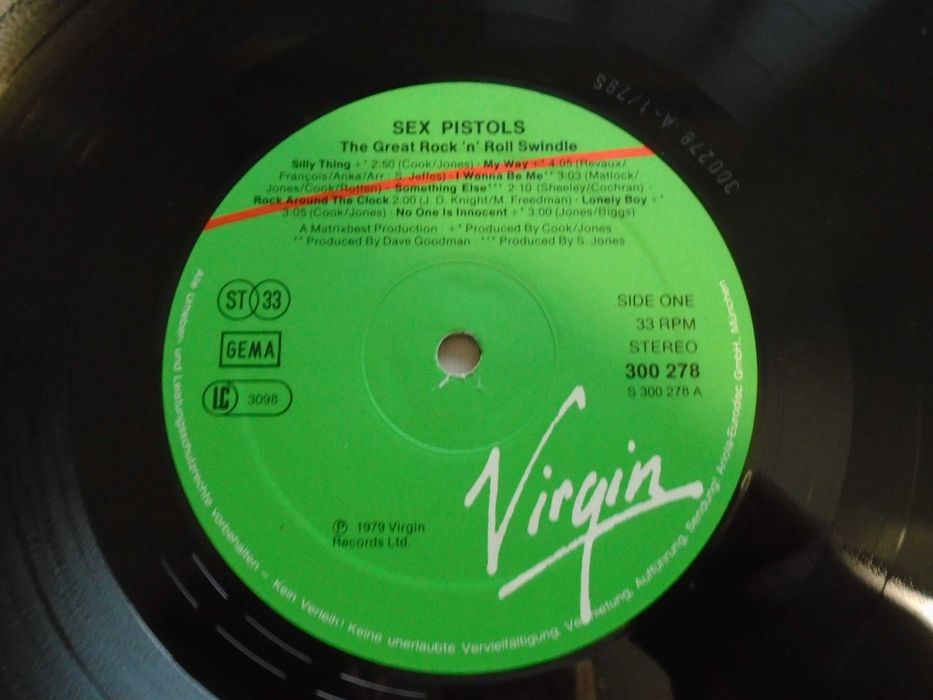 SEX PISTOLS
The Great Rock 'n' Roll Swindle
Silly Thing +* 2:50 (Cook/Jones) · My Way +* 4:05 (Revaux/
François/Anka/Arr.: S. Jeffes) · I Wanna Be Me** 3:03 (Matlock/
Jones/Cook/Rotten) · Something Else*** 2:10 (Sheeley/Cochran) ·
Rock Around The Clock 2:00 (J. D. Knight/M. Freedman) · Lonely Boy +*
3:05 (Cook/Jones) · No One Is Innocent +* 3:00 (Jones/Biggs)
A Matrixbest Production · +* Produced By Cook/Jones ·
** Produced By Dave Goodman · *** Produced By S. Jones
ST 33
GEMA
LC 3098
SIDE ONE
33 RPM
STEREO
300 278
S 300 278 A
Virgin
Ⓟ 1979 Virgin
Records Ltd.
Alle Urheber- und Leistungsschutzrechte vorbehalten – Kein Verleih! Keine unerlaubte Vervielfältigung, Vermietung, Aufführung, Sendung! Ariola-Eurodisc GmbH, München
300278 A-1/795